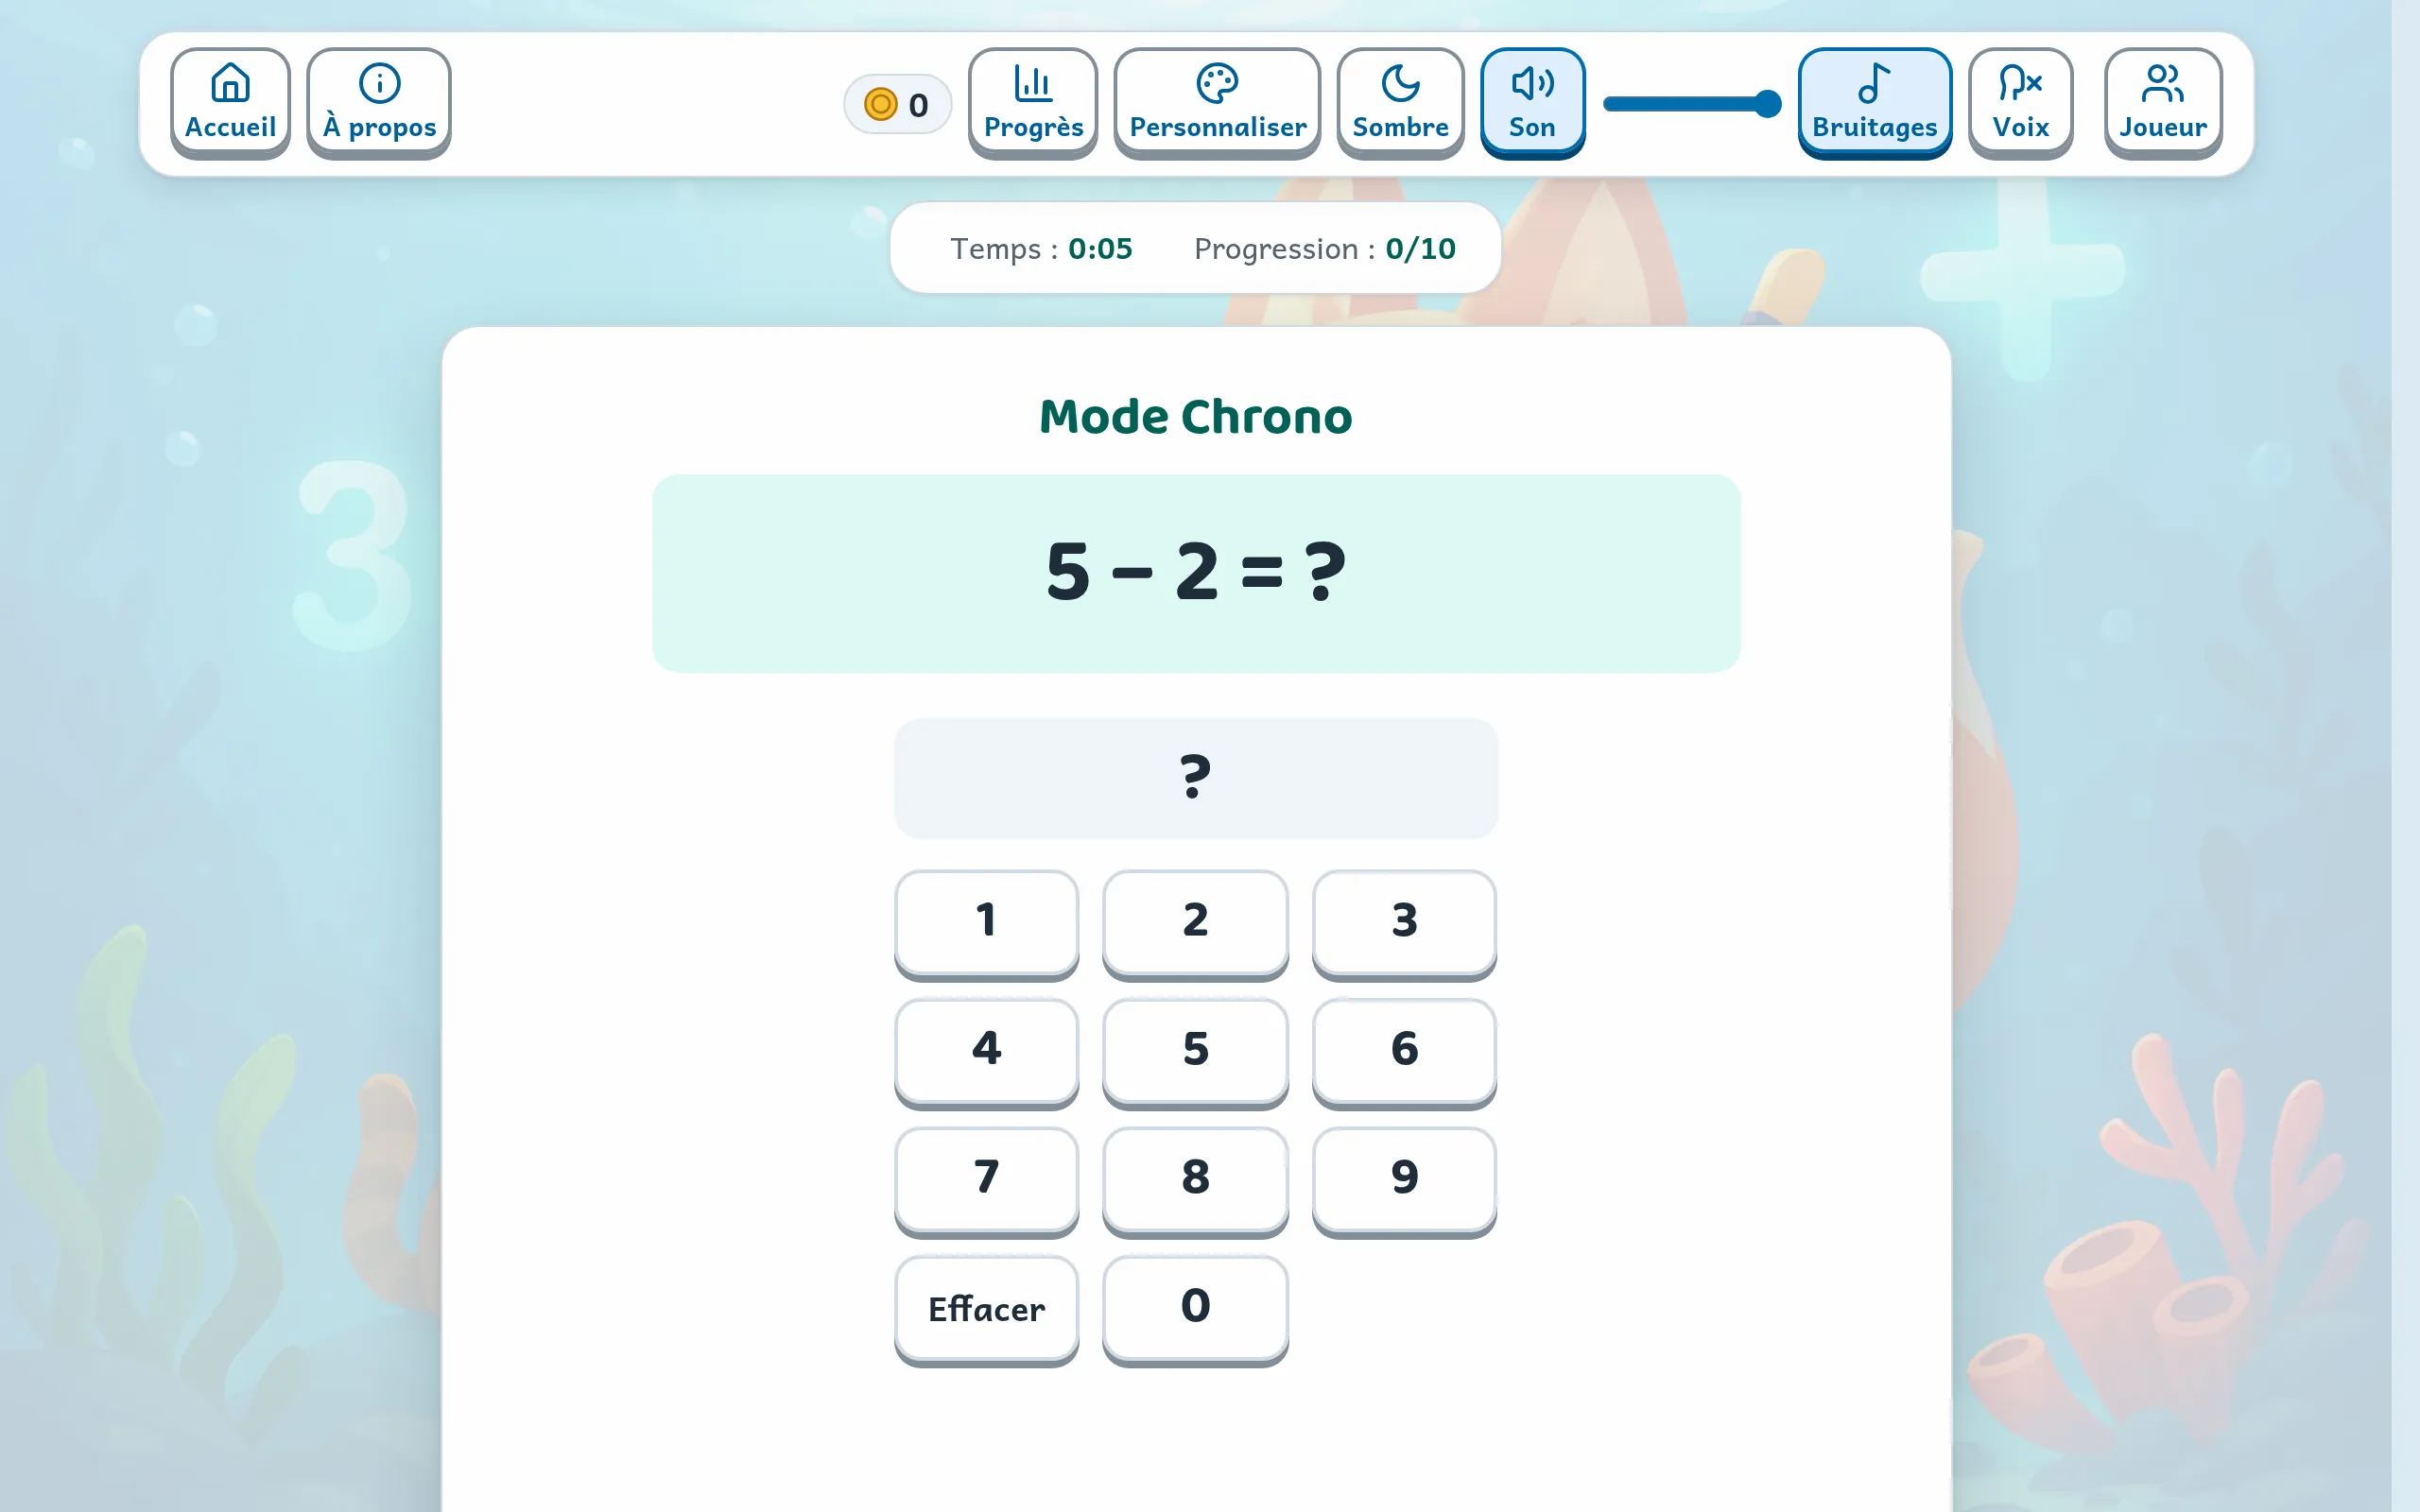 Accueil
À propos
0
Progrès
Personnaliser
Sombre
Son
Bruitages
Voix
Joueur
Temps : 0:05 Progression : 0/10
+
3
Mode Chrono
5 – 2 = ?
?
1 2 3
4 5 6
7 8 9
Effacer 0